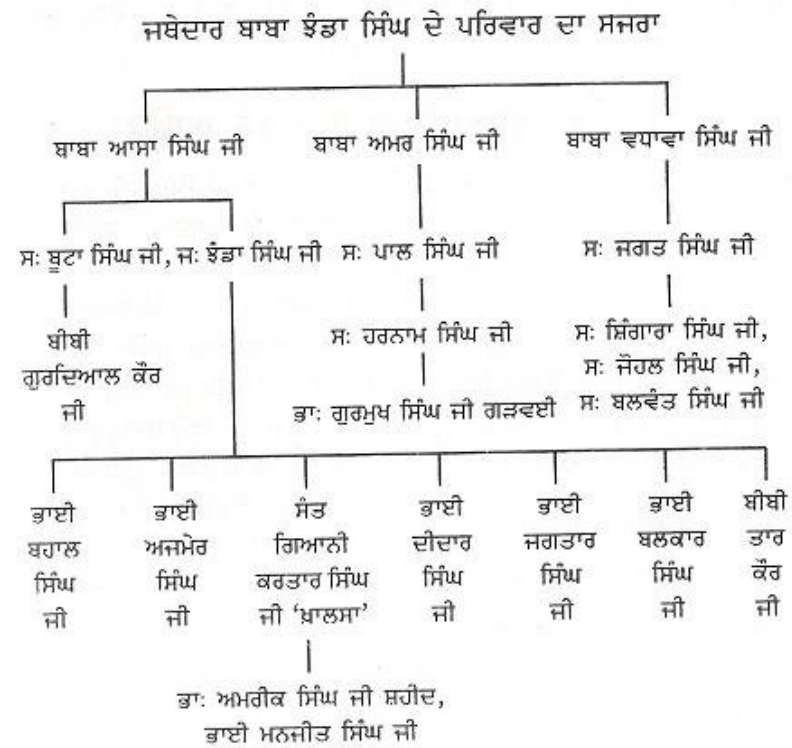 ਜਥੇਦਾਰ ਬਾਬਾ ਝੰਡਾ ਸਿੰਘ ਦੇ ਪਰਿਵਾਰ ਦਾ ਸਜਰਾ
ਬਾਬਾ ਆਸਾ ਸਿੰਘ ਜੀ
ਬਾਬਾ ਅਮਰ ਸਿੰਘ ਜੀ
ਬਾਬਾ ਵਧਾਵਾ ਸਿੰਘ ਜੀ
ਸ: ਬੂਟਾ ਸਿੰਘ ਜੀ, ਜ: ਝੰਡਾ ਸਿੰਘ ਜੀ
ਸ: ਪਾਲ ਸਿੰਘ ਜੀ
ਸ: ਜਗਤ ਸਿੰਘ ਜੀ
ਬੀਬੀ
ਗੁਰਦਿਆਲ ਕੌਰ
ਜੀ
ਸ: ਹਰਨਾਮ ਸਿੰਘ ਜੀ
ਭਾ: ਗੁਰਮੁਖ ਸਿੰਘ ਜੀ ਗੜਵਈ
ਸ: ਸ਼ਿੰਗਾਰਾ ਸਿੰਘ ਜੀ,
ਸ: ਜੌਹਲ ਸਿੰਘ ਜੀ,
ਸ: ਬਲਵੰਤ ਸਿੰਘ ਜੀ
ਭਾਈ
ਬਹਾਲ
ਸਿੰਘ
ਜੀ
ਭਾਈ
ਅਜਮੇਰ
ਸਿੰਘ
ਜੀ
ਸੰਤ
ਗਿਆਨੀ
ਕਰਤਾਰ ਸਿੰਘ
ਜੀ ‘ਖ਼ਾਲਸਾ’
ਭਾਈ
ਦੀਦਾਰ
ਸਿੰਘ
ਜੀ
ਭਾਈ
ਜਗਤਾਰ
ਸਿੰਘ
ਜੀ
ਭਾਈ
ਬਲਕਾਰ
ਸਿੰਘ
ਜੀ
ਬੀਬੀ
ਤਾਰ
ਕੌਰ
ਜੀ
ਭਾ: ਅਮਰੀਕ ਸਿੰਘ ਜੀ ਸ਼ਹੀਦ,
ਭਾਈ ਮਨਜੀਤ ਸਿੰਘ ਜੀ